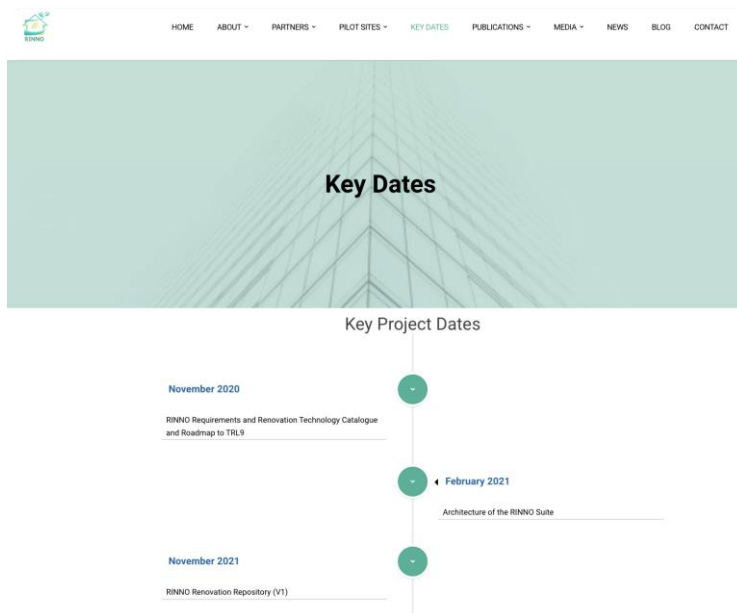 RINNO
HOME ABOUT PARTNERS PILOT SITES KEY DATES PUBLICATIONS MEDIA NEWS BLOG CONTACT
Key Dates
Key Project Dates
November 2020
RINNO Requirements and Renovation Technology Catalogue
and Roadmap to TRL9
February 2021
Architecture of the RINNO Suite
November 2021
RINNO Renovation Repository (V1)